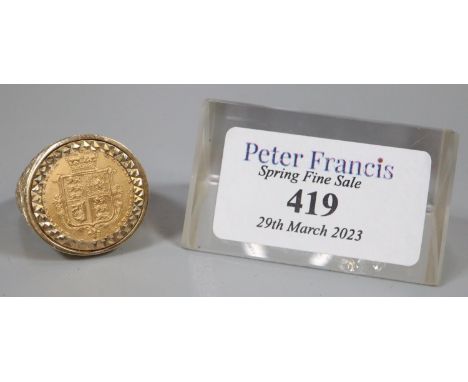 Peter Francis
Spring Fine Sale
419
29th March 2023